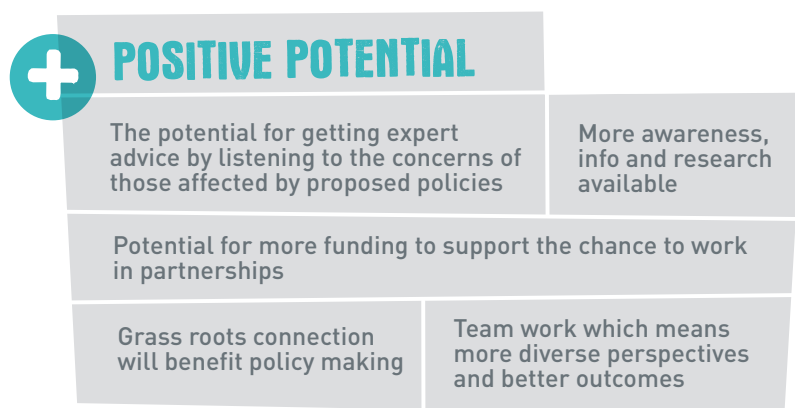 POSITIVE POTENTIAL
The potential for getting expert
advice by listening to the concerns of
those affected by proposed policies
More awareness,
info and research
available
Potential for more funding to support the chance to work
in partnerships
Grass roots connection
will benefit policy making
Team work which means
more diverse perspectives
and better outcomes